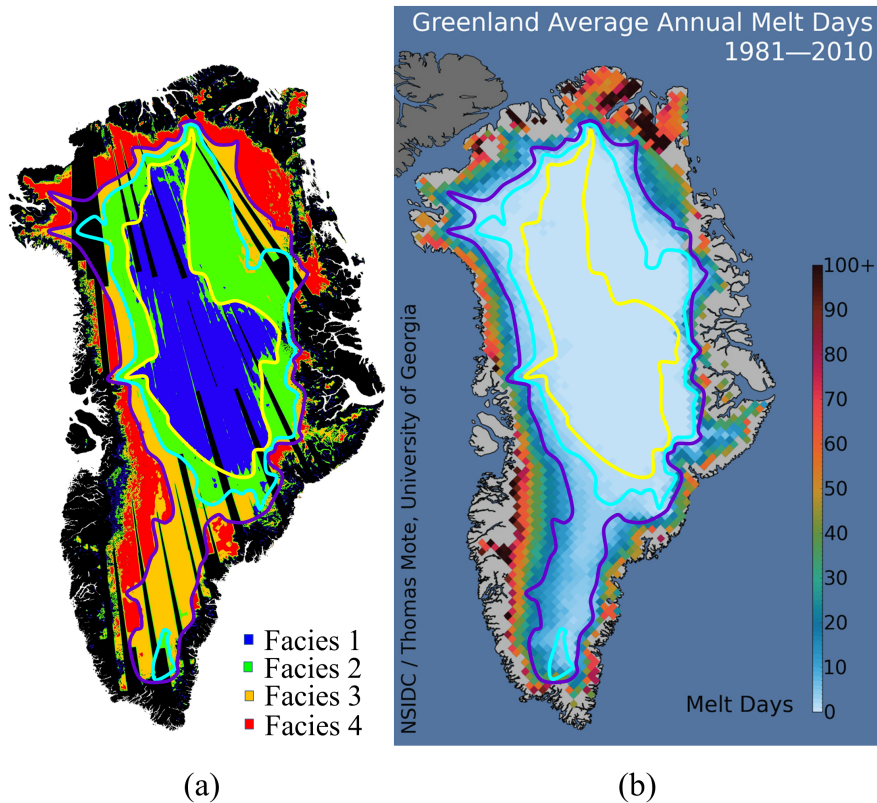 Greenland Average Annual Melt Days
1981—2010
Facies 1
Facies 2
Facies 3
Facies 4
NSIDC / Thomas Mote, University of Georgia
100+
90
80
70
60
50
40
30
20
10
0
Melt Days
(a)
(b)